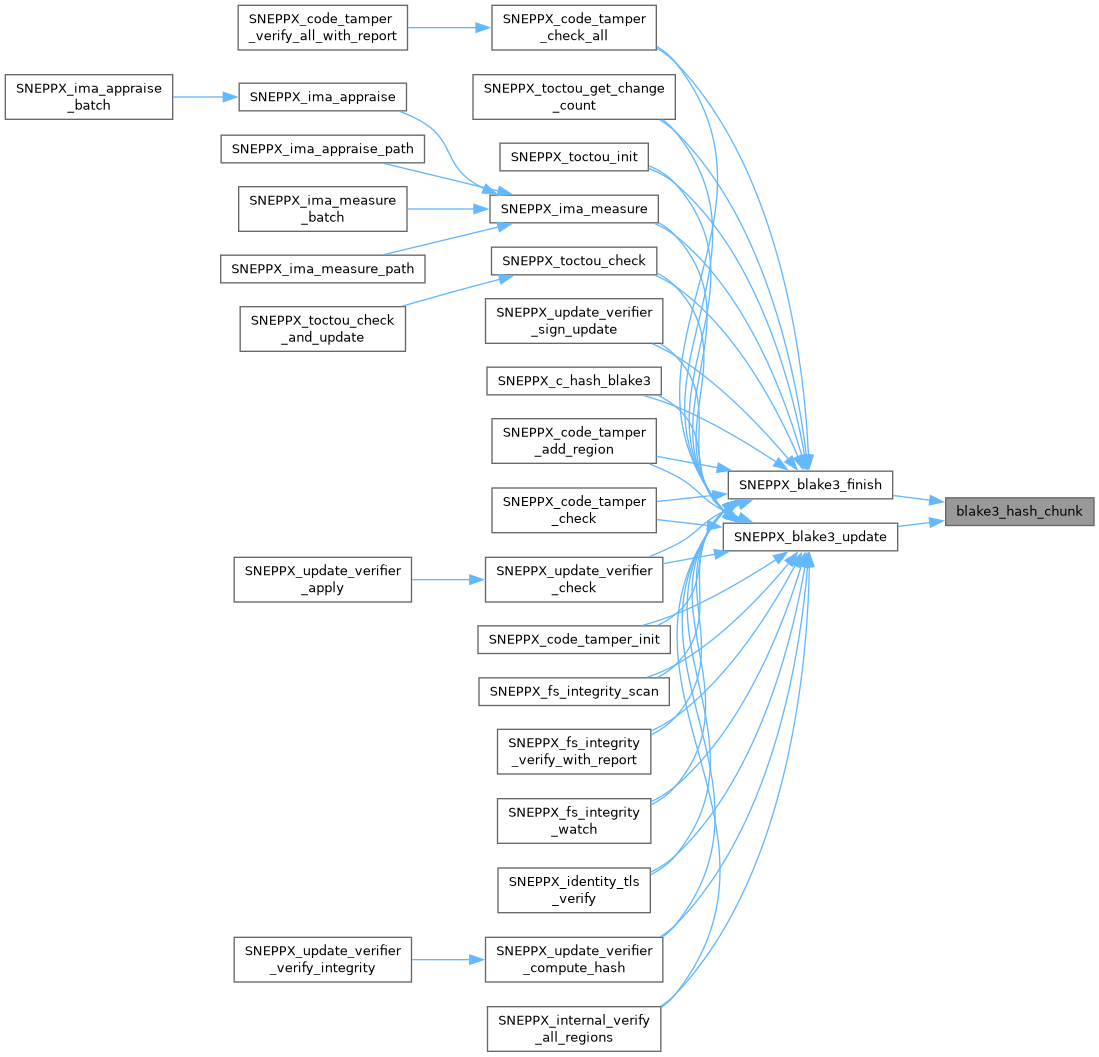 SNEPPX_code_tamper
_verify_all_with_report
SNEPPX_code_tamper
_check_all
SNEPPX_ima_appraise
_batch
SNEPPX_ima_appraise
SNEPPX_toctou_get_change
_count
SNEPPX_ima_appraise_path
SNEPPX_toctou_init
SNEPPX_ima_measure
_batch
SNEPPX_ima_measure
SNEPPX_ima_measure_path
SNEPPX_toctou_check
SNEPPX_toctou_check
_and_update
SNEPPX_update_verifier
_sign_update
SNEPPX_c_hash_blake3
SNEPPX_code_tamper
_add_region
SNEPPX_blake3_finish
blake3_hash_chunk
SNEPPX_code_tamper
_check
SNEPPX_blake3_update
SNEPPX_update_verifier
_apply
SNEPPX_update_verifier
_check
SNEPPX_code_tamper_init
SNEPPX_fs_integrity_scan
SNEPPX_fs_integrity
_verify_with_report
SNEPPX_fs_integrity
_watch
SNEPPX_identity_tls
_verify
SNEPPX_update_verifier
_verify_integrity
SNEPPX_update_verifier
_compute_hash
SNEPPX_internal_verify
_all_regions